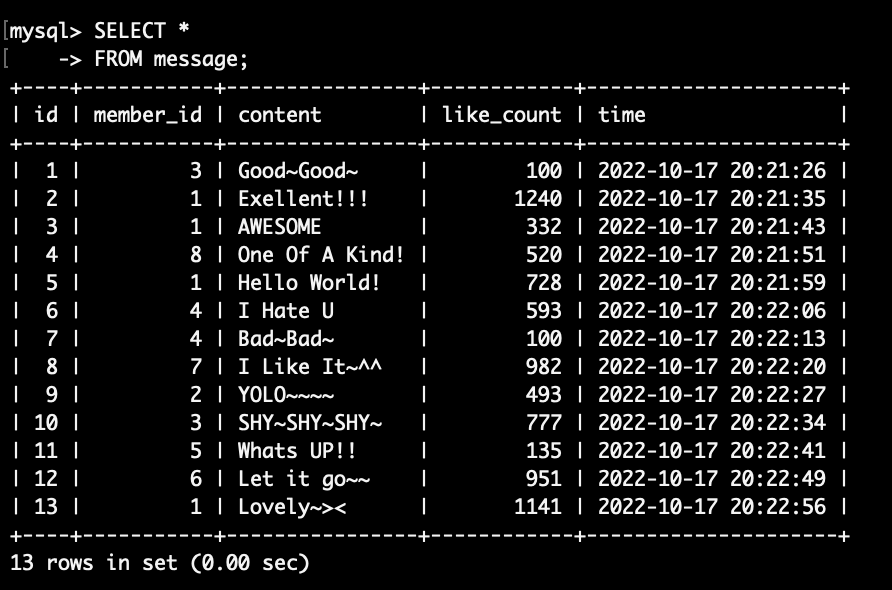 mysql> SELECT *
    -> FROM message;
+----+-----------+----------------+------------+---------------------+
| id | member_id | content        | like_count | time                |
+----+-----------+----------------+------------+---------------------+
|  1 |         3 | Good~Good~     |        100 | 2022-10-17 20:21:26 |
|  2 |         1 | Exellent!!!    |       1240 | 2022-10-17 20:21:35 |
|  3 |         1 | AWESOME        |        332 | 2022-10-17 20:21:43 |
|  4 |         8 | One Of A Kind! |        520 | 2022-10-17 20:21:51 |
|  5 |         1 | Hello World!   |        728 | 2022-10-17 20:21:59 |
|  6 |         4 | I Hate U       |        593 | 2022-10-17 20:22:06 |
|  7 |         4 | Bad~Bad~       |        100 | 2022-10-17 20:22:13 |
|  8 |         7 | I Like It~^^   |        982 | 2022-10-17 20:22:20 |
|  9 |         2 | YOLO~~~~       |        493 | 2022-10-17 20:22:27 |
| 10 |         3 | SHY~SHY~SHY~   |        777 | 2022-10-17 20:22:34 |
| 11 |         5 | Whats UP!!     |        135 | 2022-10-17 20:22:41 |
| 12 |         6 | Let it go~~    |        951 | 2022-10-17 20:22:49 |
| 13 |         1 | Lovely~><      |       1141 | 2022-10-17 20:22:56 |
+----+-----------+----------------+------------+---------------------+
13 rows in set (0.00 sec)